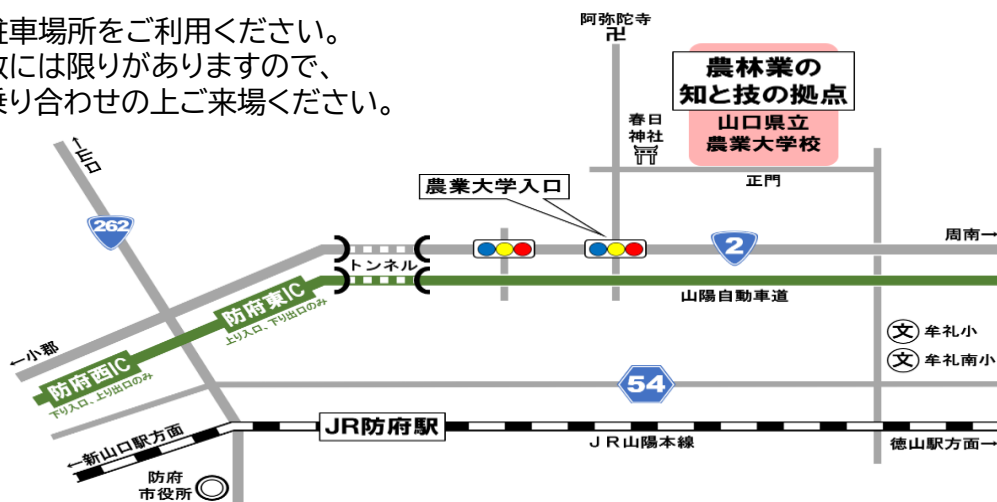 駐車場所をご利用ください。
数には限りがありますので、
乗り合わせの上ご来場ください。
阿弥陀寺
卍
農林業の
知と技の拠点
山口県立
農業大学校
春日
神社
正門
農業大学入口
←山口
262
2
周南→
トンネル
山陽自動車道
防府東IC
上り入口、下り出口のみ
←小郡
防府西IC
下り入口、上り出口のみ
文 牟礼小
文 牟礼南小
54
JR防府駅
←新山口駅方面
JR山陽本線
徳山駅方面→
防府
市役所